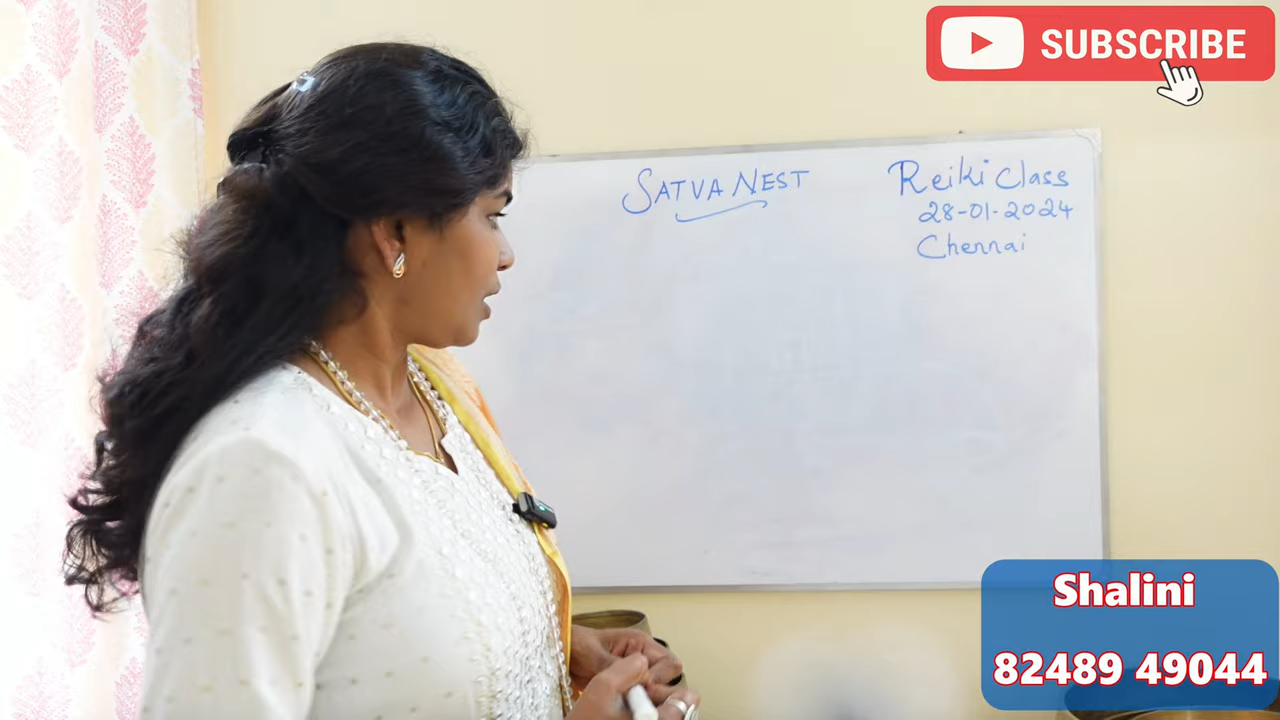 SUBSCRIBE
SATVA NEST
Reiki Class
28-01-2024
Chennai
Shalini
82489 49044